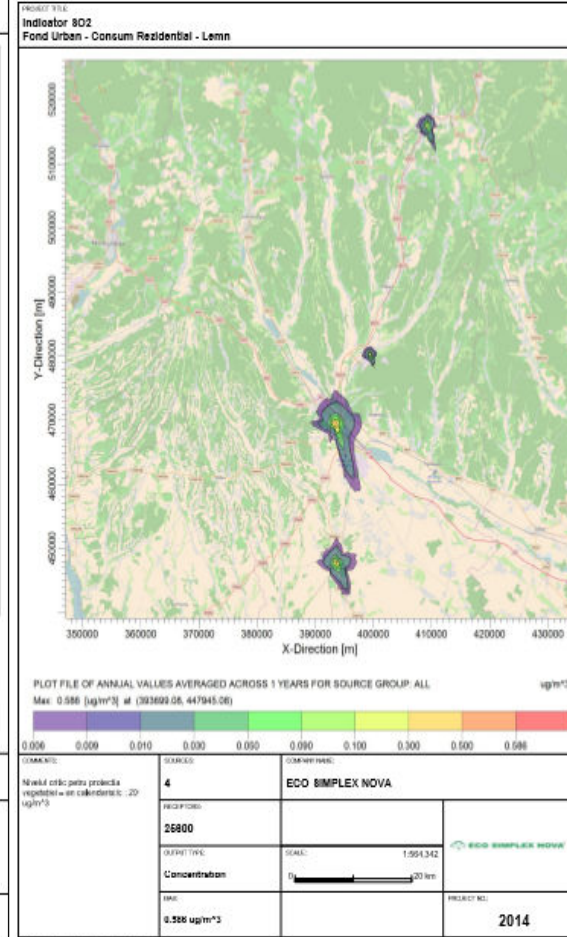 PROJECT TITLE:
Indicator SO2
Fond Urban - Consum Rezidential - Lemn
Y-Direction [m]
520000
510000
500000
490000
480000
470000
460000
450000
350000 360000 370000 380000 390000 400000 410000 420000 430000
X-Direction [m]
PLOT FILE OF ANNUAL VALUES AVERAGED ACROSS 1 YEARS FOR SOURCE GROUP: ALL
ug/m^3
Max: 0.586 [ug/m^3] at (393699.08, 447945.08)
0.006 0.009 0.010 0.030 0.050 0.090 0.100 0.300 0.500 0.586
COMMENTS:
Nivelul critic petru protectia
vegetatiei - an calendaristic : 20
ug/m^3
SOURCES:
4
COMPANY NAME:
ECO SIMPLEX NOVA
RECEPTORS:
25600
OUTPUT TYPE:
Concentration
SCALE:
1:564,342
0
20 km
ECO SIMPLEX NOVA
MAX:
0.586 ug/m^3
PROJECT NO.:
2014